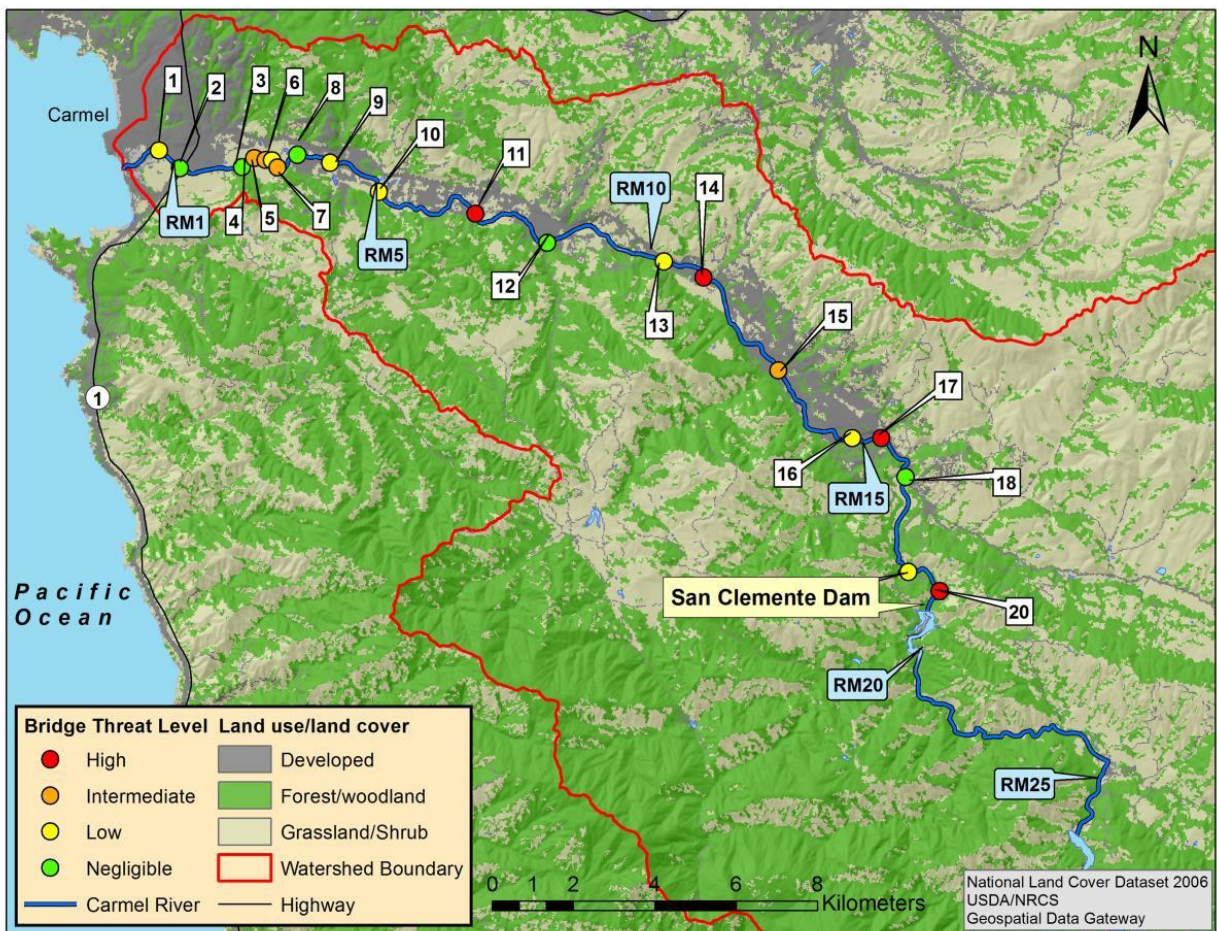 N
Carmel
1
2
3
6
8
9
10
11
RM10
14
RM1
4
5
7
RM5
12
13
15
1
17
16
RM15
18
San Clemente Dam
20
Pacific
Ocean
RM20
RM25
Bridge Threat Level
High
Intermediate
Low
Negligible
Carmel River
Land use/land cover
Developed
Forest/woodland
Grassland/Shrub
Watershed Boundary
Highway
0 1 2 4 6 8
Kilometers
National Land Cover Dataset 2006
USDA/NRCS
Geospatial Data Gateway